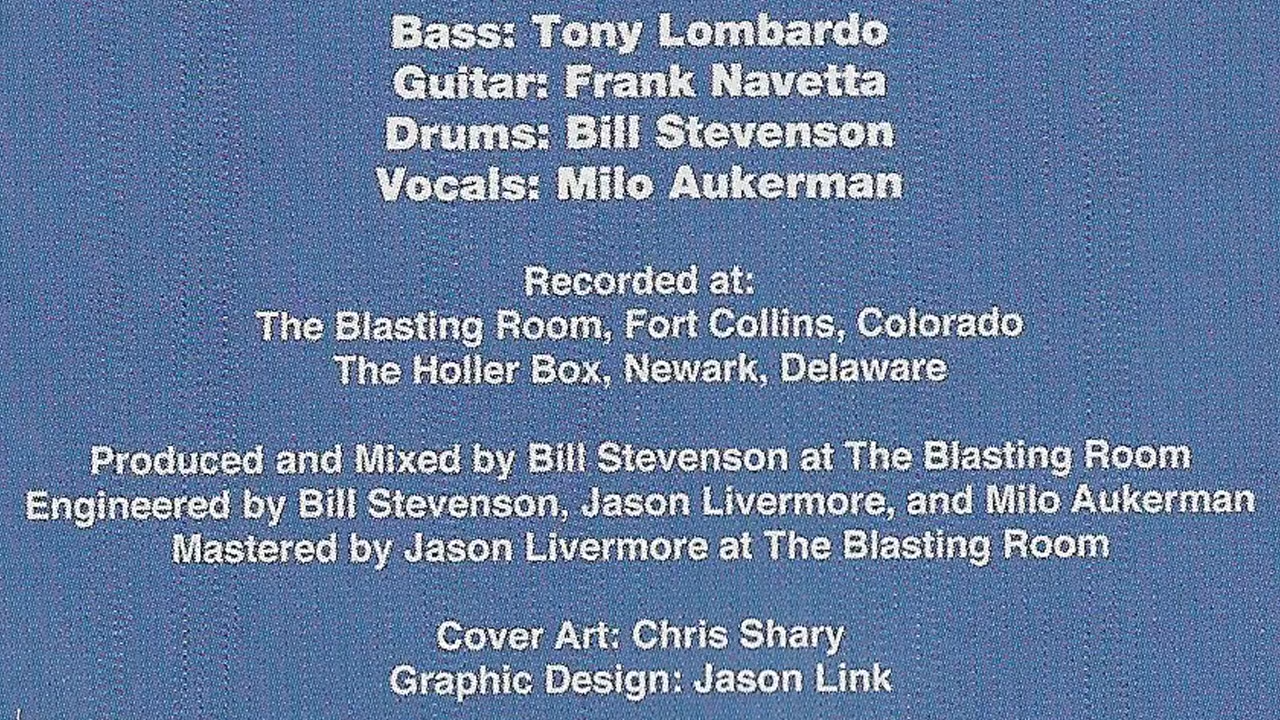 Bass: Tony Lombardo
Guitar: Frank Navetta
Drums: Bill Stevenson
Vocals: Milo Aukerman
Recorded at:
The Blasting Room, Fort Collins, Colorado
The Holler Box, Newark, Delaware
Produced and Mixed by Bill Stevenson at The Blasting Room
Engineered by Bill Stevenson, Jason Livermore, and Milo Aukerman
Mastered by Jason Livermore at The Blasting Room
Cover Art: Chris Shary
Graphic Design: Jason Link